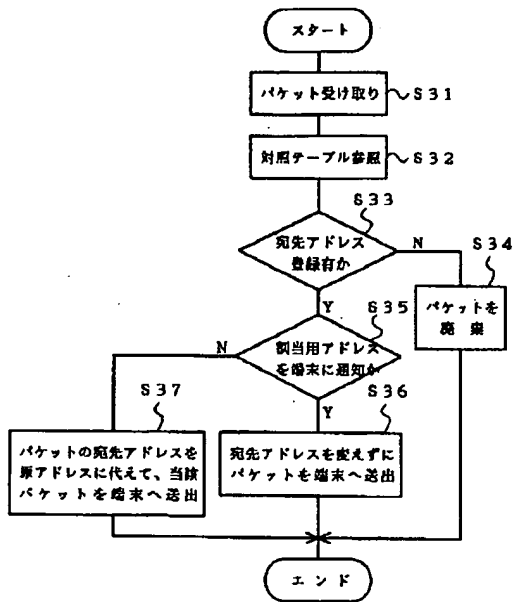 スタート
パケット受け取り
S31
対照テーブル参照
S32
S33
宛先アドレス
登録有か
N
S34
Y
パケットを
廃棄
S35
割当用アドレス
を端末に通知か
N
S37
Y
S36
パケットの宛先アドレスを
原アドレスに代えて、当該
パケットを端末へ送出
宛先アドレスを変えずに
パケットを端末へ送出
エンド